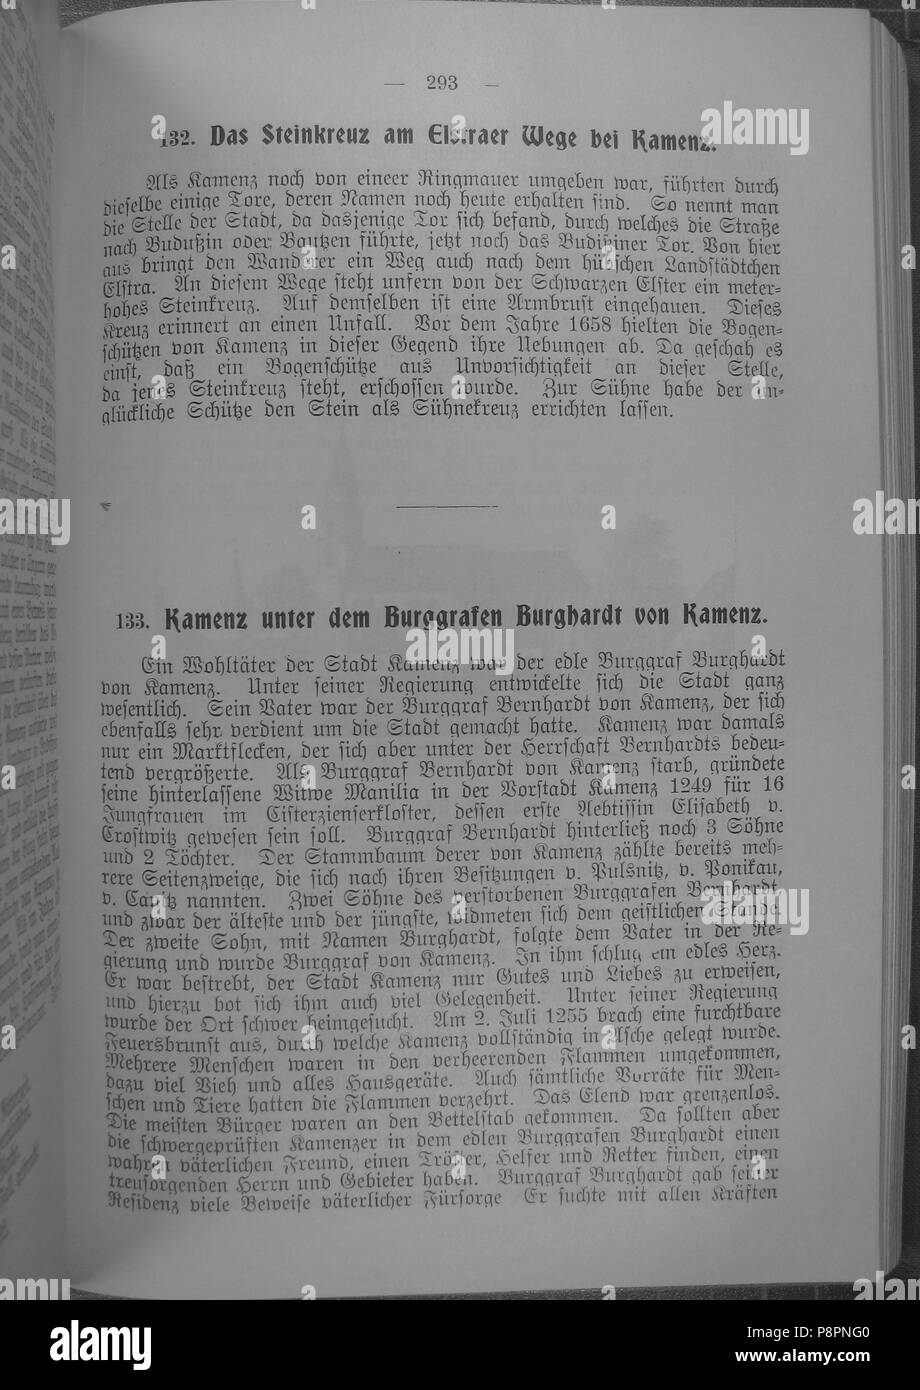 — 293 –
132. Das Steinkreuz am Elstraer Wege bei Kamenz.
Als Kamenz noch von eineer Ringmauer umgeben war, führten durch
dieselbe einige Tore, deren Namen noch heute erhalten sind. So nennt man
die Stelle der Stadt, da dasjenige Tor sich befand, durch welches die Straße
nach Budußin oder Bautzen führte, jetzt noch das Budißiner Tor. Von hier
aus bringt den Wanderer ein Weg auch nach dem hübschen Landstädtchen
Elstra. An diesem Wege steht unfern von der Schwarzen Elster ein meter-
hohes Steinkreuz. Auf demselben ist eine Armbrust eingehauen. Dieses
Kreuz erinnert an einen Unfall. Vor dem Jahre 1658 hielten die Bogen-
schützen von Kamenz in dieser Gegend ihre Uebungen ab. Da geschah es
einst, daß ein Bogenschütze aus Unvorsichtigkeit an dieser Stelle,
da jenes Steinkreuz steht, erschossen wurde. Zur Sühne habe der un-
glückliche Schütze den Stein als Sühnekreuz errichten lassen.
133. Kamenz unter dem Burggrafen Burghardt von Kamenz.
Ein Wohltäter der Stadt Kamenz war der edle Burggraf Burghardt
von Kamenz. Unter seiner Regierung entwickelte sich die Stadt ganz
wesentlich. Sein Vater war der Burggraf Bernhardt von Kamenz, der sich
ebenfalls sehr verdient um die Stadt gemacht hatte. Kamenz war damals
nur ein Marktflecken, der sich aber unter der Herrschaft Bernhardts bedeu-
tend vergrößerte. Als Burggraf Bernhardt von Kamenz starb, gründete
seine hinterlassene Witwe Manilia in der Vorstadt Kamenz 1249 für 16
Jungfrauen im Cisterzienserkloster, dessen erste Aebtissin Elisabeth v.
Crostwitz gewesen sein soll. Burggraf Bernhardt hinterließ noch 3 Söhne
und 2 Töchter. Der Stammbaum derer von Kamenz zählte bereits meh-
rere Seitenzweige, die sich nach ihren Besitzungen v. Pulsnitz, v. Ponikau,
v. nannten. Zwei Söhne des verstorbenen Burggrafen Bernhardt,
und zwar der älteste und der jüngste, widmeten sich dem geistlichen Stande.
Der zweite Sohn, mit Namen Burghardt, folgte dem Vater in der Re-
gierung und wurde Burggraf von Kamenz. In ihm schlug ein edles Herz.
Er war bestrebt, der Stadt Kamenz nur Gutes und Liebes zu erweisen,
und hierzu bot sich ihm auch viel Gelegenheit. Unter seiner Regierung
wurde der Ort schwer heimgesucht. Am 2. Juli 1255 brach eine furchtbare
Feuersbrunst aus, durch welche Kamenz vollständig in Asche gelegt wurde.
Mehrere Menschen waren in den verheerenden Flammen umgekommen,
dazu viel Vieh und alles Hausgeräte. Auch sämtliche Vorräte für Men-
schen und Tiere hatten die Flammen verzehrt. Das Elend war grenzenlos.
Die meisten Bürger waren an den Bettelstab gekommen. Da sollten aber
die schwergeprüften Kamenzer in dem edlen Burggrafen Burghardt einen
wahren väterlichen Freund, einen Tröster, Helfer und Retter finden, einen
treusorgenden Herrn und Gebieter haben. Burggraf Burghardt gab seiner
Residenz viele Beweise väterlicher Fürsorge Er suchte mit allen Kräften
alamy
Image ID: P8PNG0
www.alamy.com